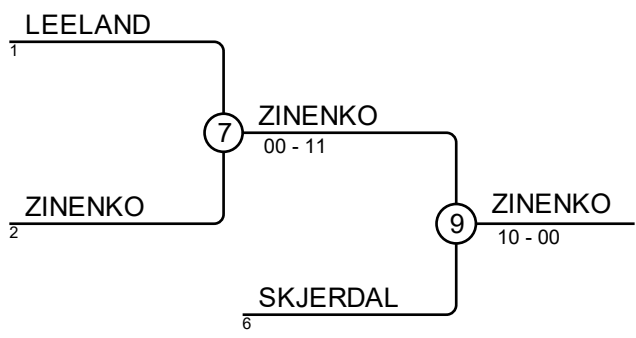 LEELAND
1
7
ZINENKO
00 - 11
ZINENKO
2
9
ZINENKO
10 - 00
SKJERDAL
6